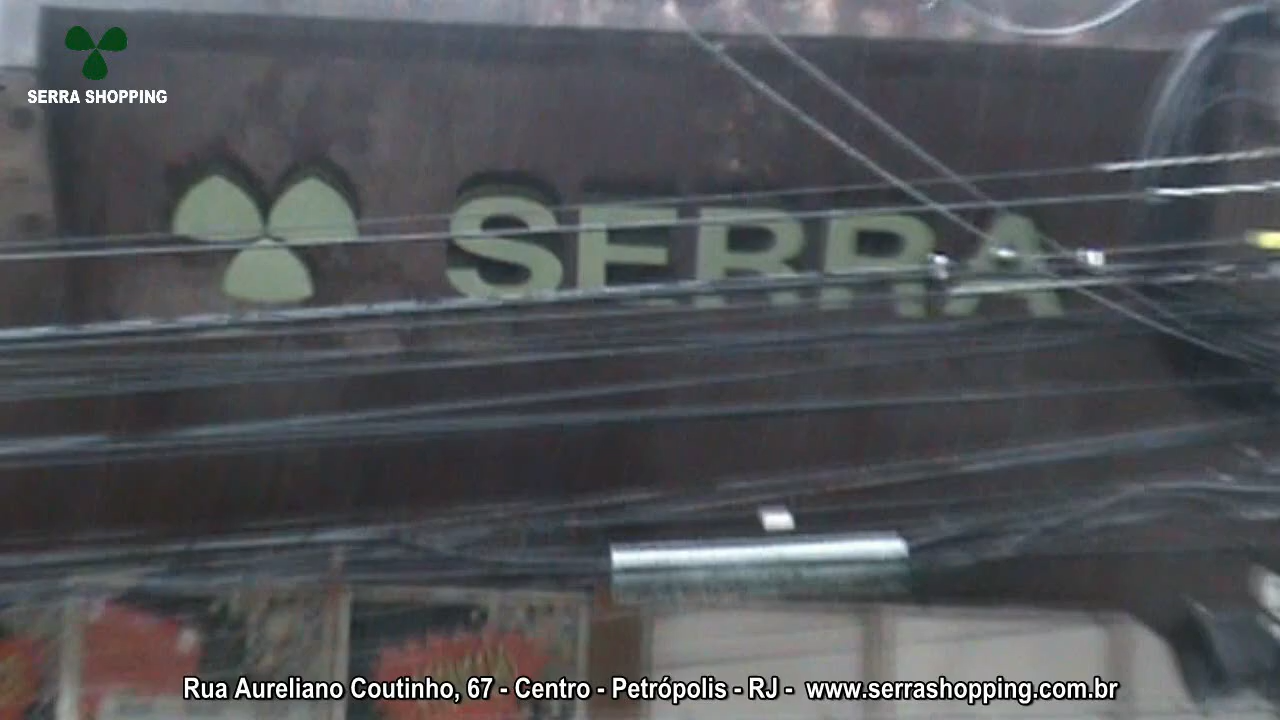 SERRA SHOPPING
SERRA
Rua Aureliano Coutinho, 67 - Centro - Petrópolis - RJ - www.serrashopping.com.br